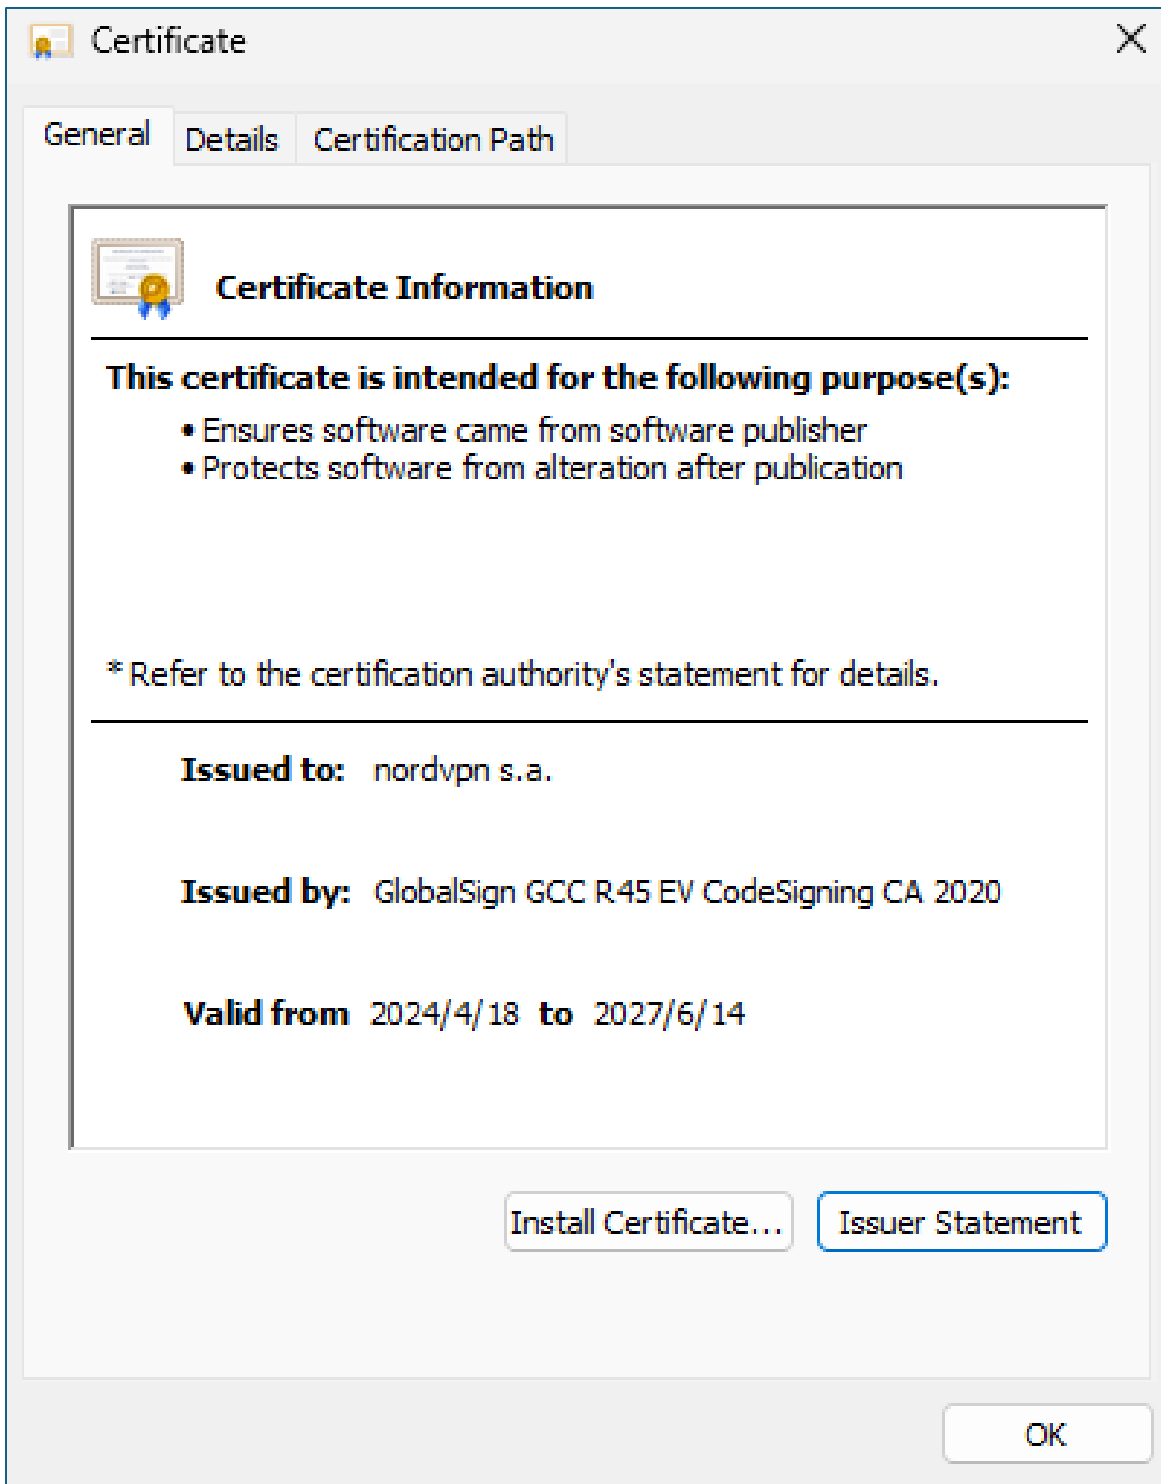 Certificate
General Details Certification Path
Certificate Information
This certificate is intended for the following purpose(s):
• Ensures software came from software publisher
• Protects software from alteration after publication
* Refer to the certification authority's statement for details.
Issued to: nordvpn s.a.
Issued by: GlobalSign GCC R45 EV CodeSigning CA 2020
Valid from 2024/4/18 to 2027/6/14
Install Certificate... Issuer Statement
OK